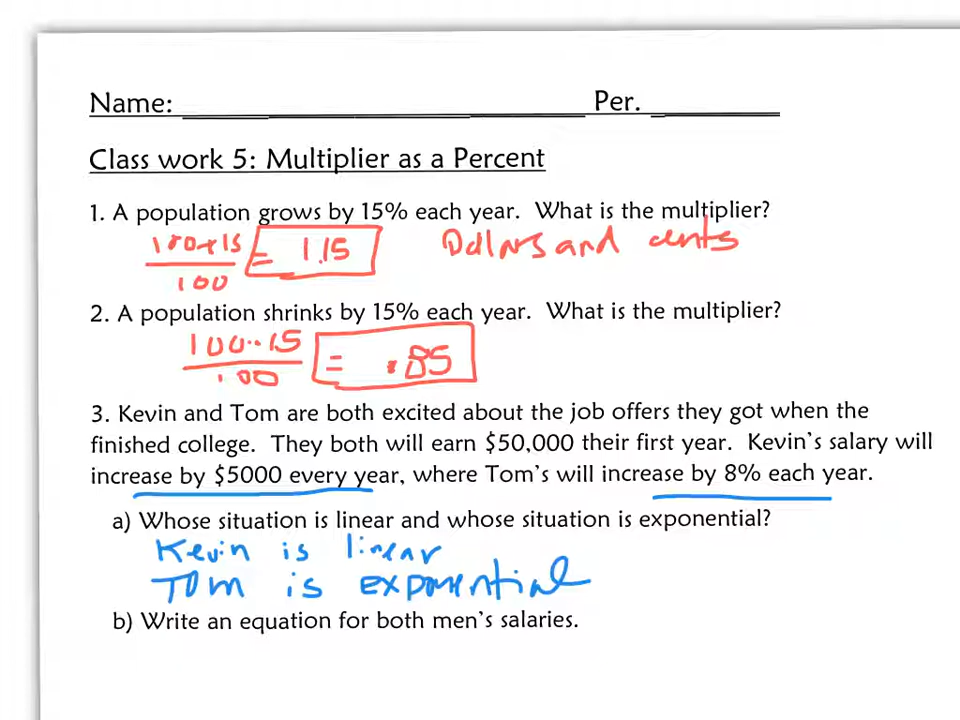 Name: ____________________ Per. ________
Class work 5: Multiplier as a Percent
1. A population grows by 15% each year. What is the multiplier?
100+15
= 1.15 Dollars and cents
100
2. A population shrinks by 15% each year. What is the multiplier?
100-15
= .85
100
3. Kevin and Tom are both excited about the job offers they got when the
finished college. They both will earn $50,000 their first year. Kevin's salary will
increase by $5000 every year, where Tom's will increase by 8% each year.
a) Whose situation is linear and whose situation is exponential?
Kevin is linear
Tom is exponential
b) Write an equation for both men's salaries.